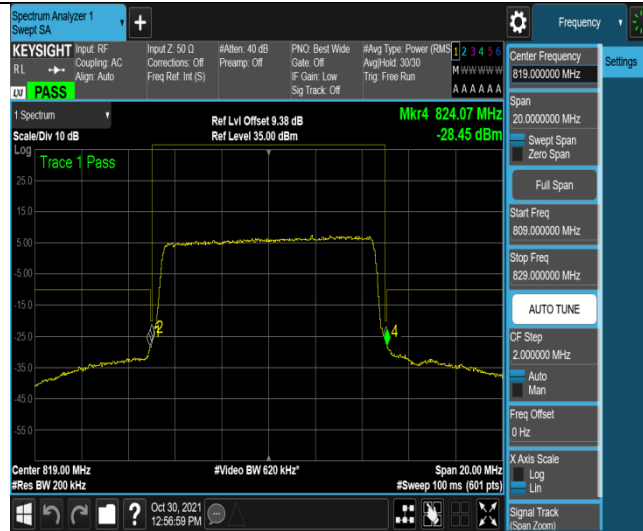 Spectrum Analyzer 1
Swept SA
Frequency
KEYSIGHT
RL
LXI
PASS
Input: RF
Coupling: AC
Align: Auto
Input Z: 50 Ω
Corrections: Off
Freq Ref: Int (S)
#Atten: 40 dB
Preamp: Off
PNO: Best Wide
Gate: Off
IF Gain: Low
Sig Track: Off
#Avg Type: Power (RMS
Avg|Hold: 30/30
Trig: Free Run
1 2 3 4 5 6
M W W W W W
A A A A A A
1 Spectrum
Scale/Div 10 dB
Log
Ref Lvl Offset 9.38 dB
Ref Level 35.00 dBm
Mkr4 824.07 MHz
-28.45 dBm
Trace 1 Pass
25.0
15.0
5.00
-5.00
-15.0
-25.0
-35.0
-45.0
-55.0
2
4
Center 819.00 MHz
#Res BW 200 kHz
#Video BW 620 kHz*
Span 20.00 MHz
#Sweep 100 ms (601 pts)
Oct 30, 2021
12:56:59 PM
Center Frequency
819.000000 MHz
Settings
Span
20.0000000 MHz
Swept Span
Zero Span
Full Span
Start Freq
809.000000 MHz
Stop Freq
829.000000 MHz
AUTO TUNE
CF Step
2.000000 MHz
Auto
Man
Freq Offset
0 Hz
X Axis Scale
Log
Lin
Signal Track
(Span Zoom)